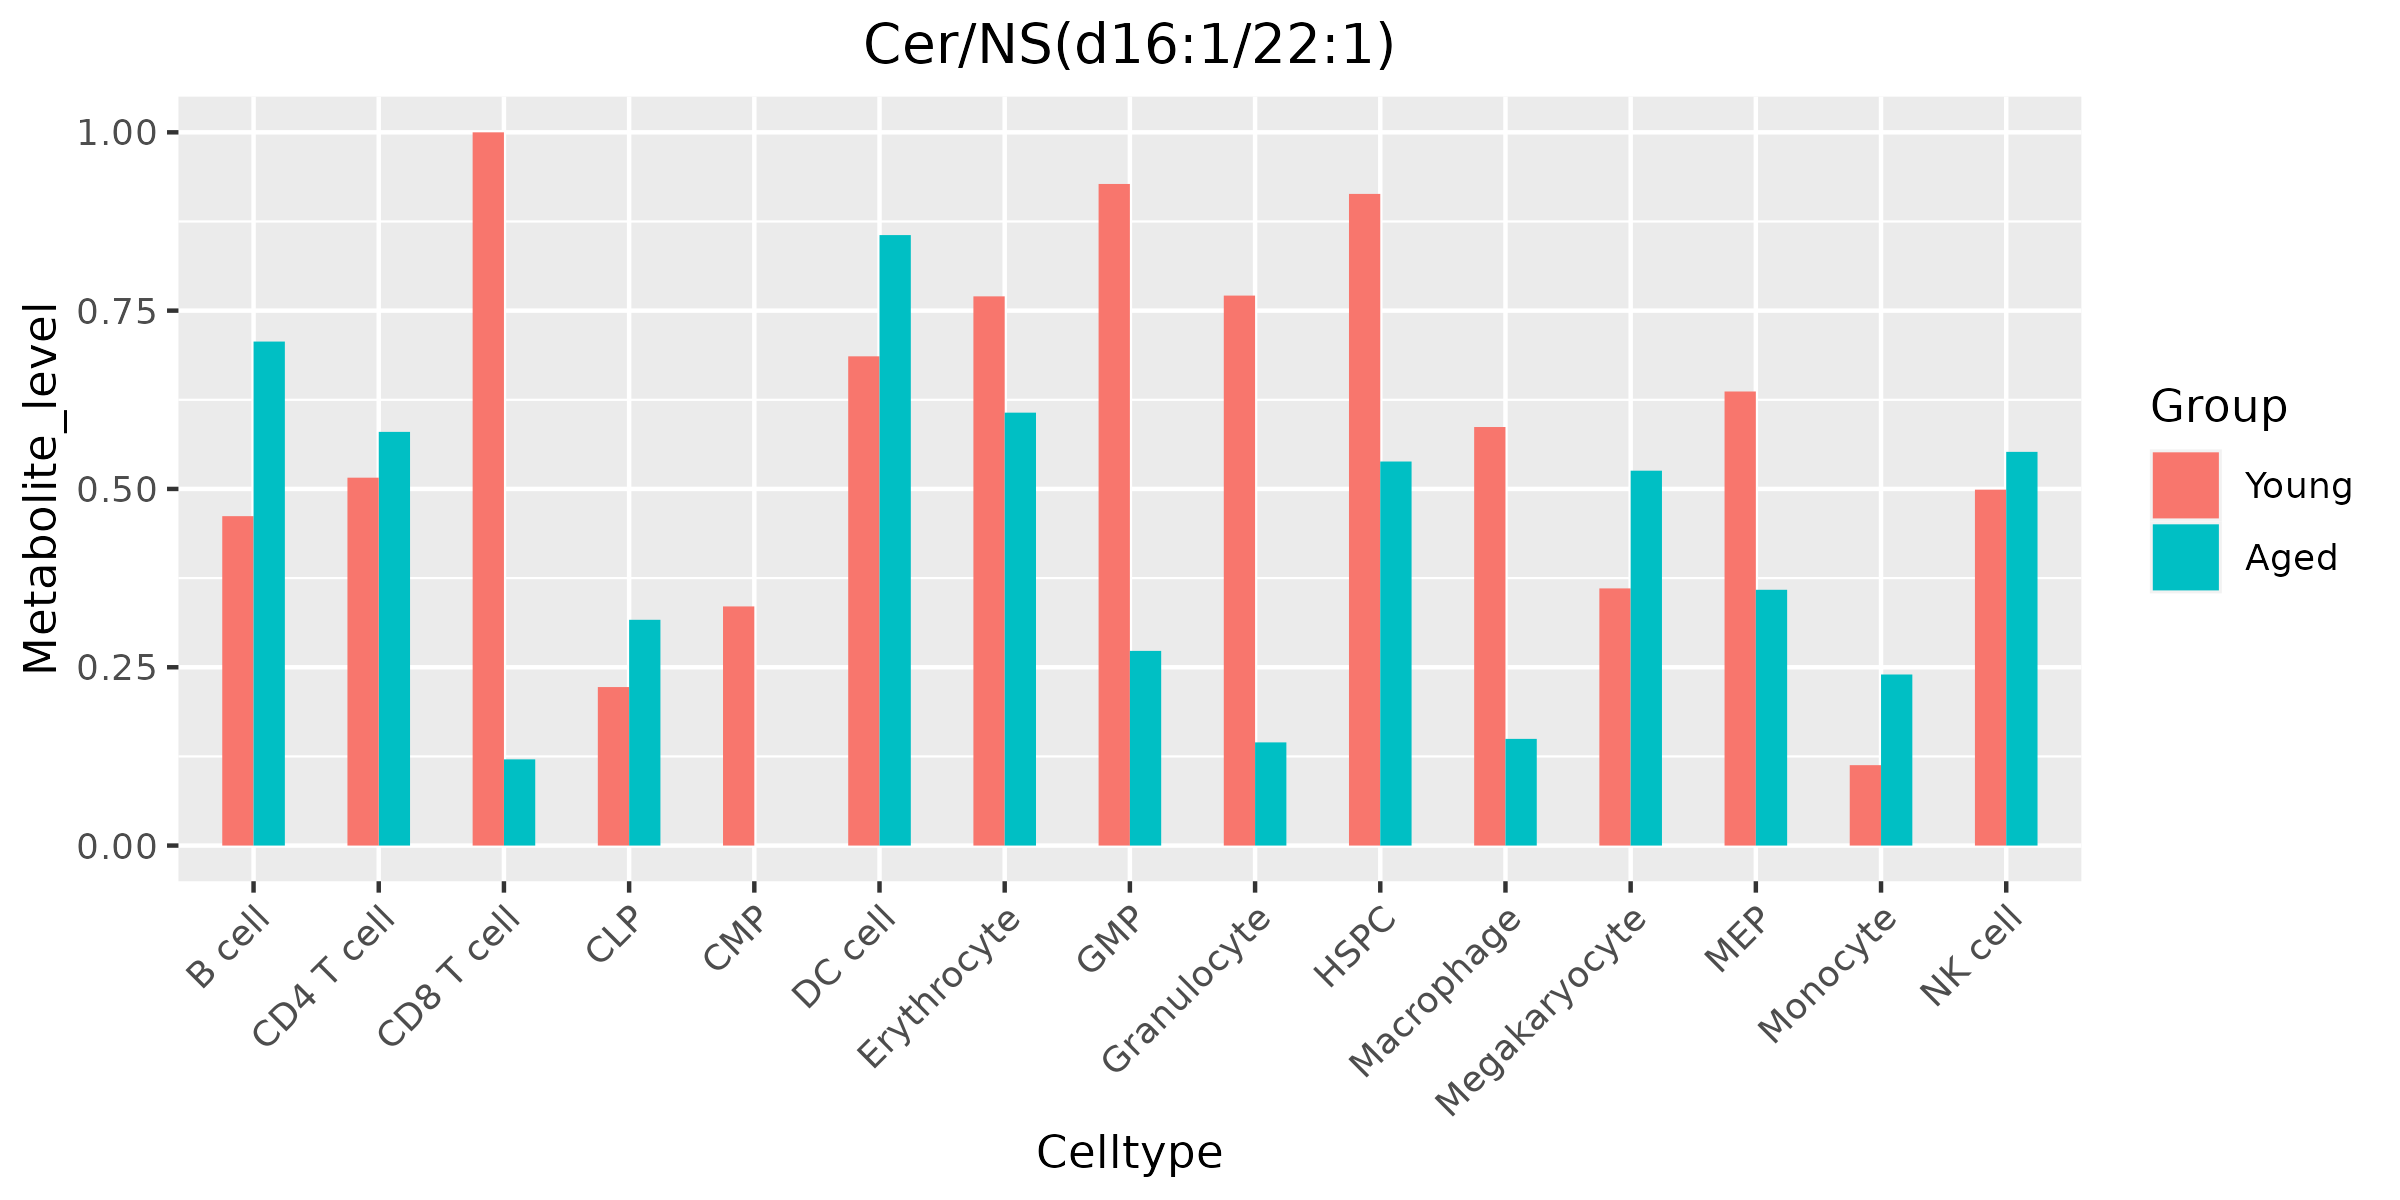 Cer/NS(d16:1/22:1)
Metabolite_level
1.00
0.75
0.50
0.25
0.00
B cell
CD4 T cell
CD8 T cell
CLP
CMP
DC cell
Erythrocyte
GMP
Granulocyte
HSPC
Macrophage
Megakaryocyte
MEP
Monocyte
NK cell
Celltype
Group
Young
Aged